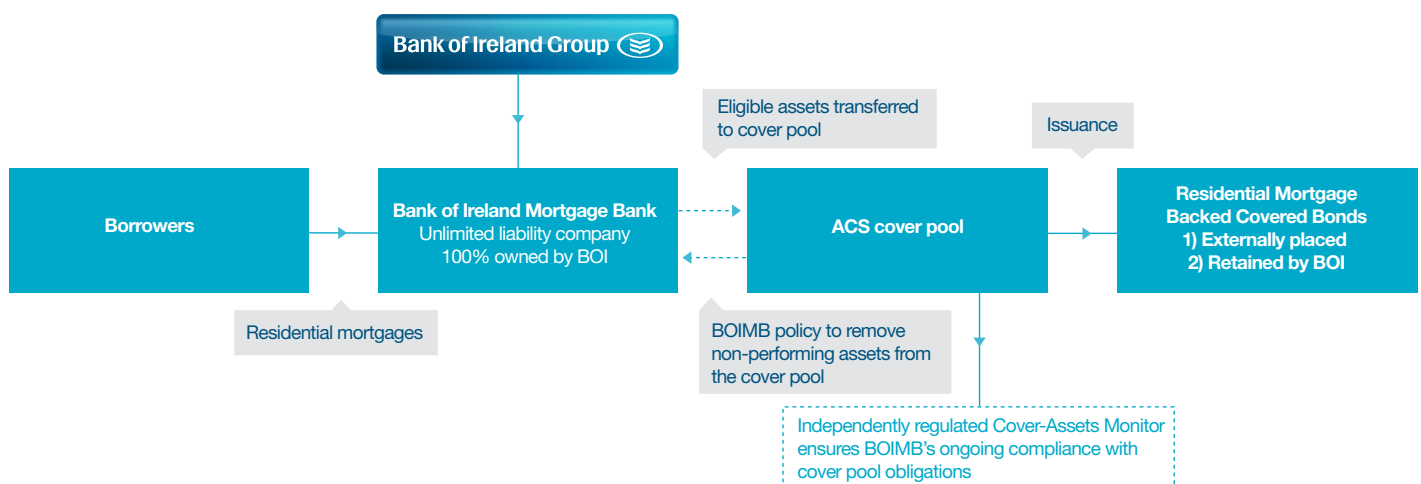 Bank of Ireland Group
Eligible assets transferred
to cover pool
Issuance
Borrowers
Bank of Ireland Mortgage Bank
Unlimited liability company
100% owned by BOI
ACS cover pool
Residential Mortgage
Backed Covered Bonds
1) Externally placed
2) Retained by BOI
Residential mortgages
BOIMB policy to remove
non-performing assets from
the cover pool
Independently regulated Cover-Assets Monitor
ensures BOIMB's ongoing compliance with
cover pool obligations